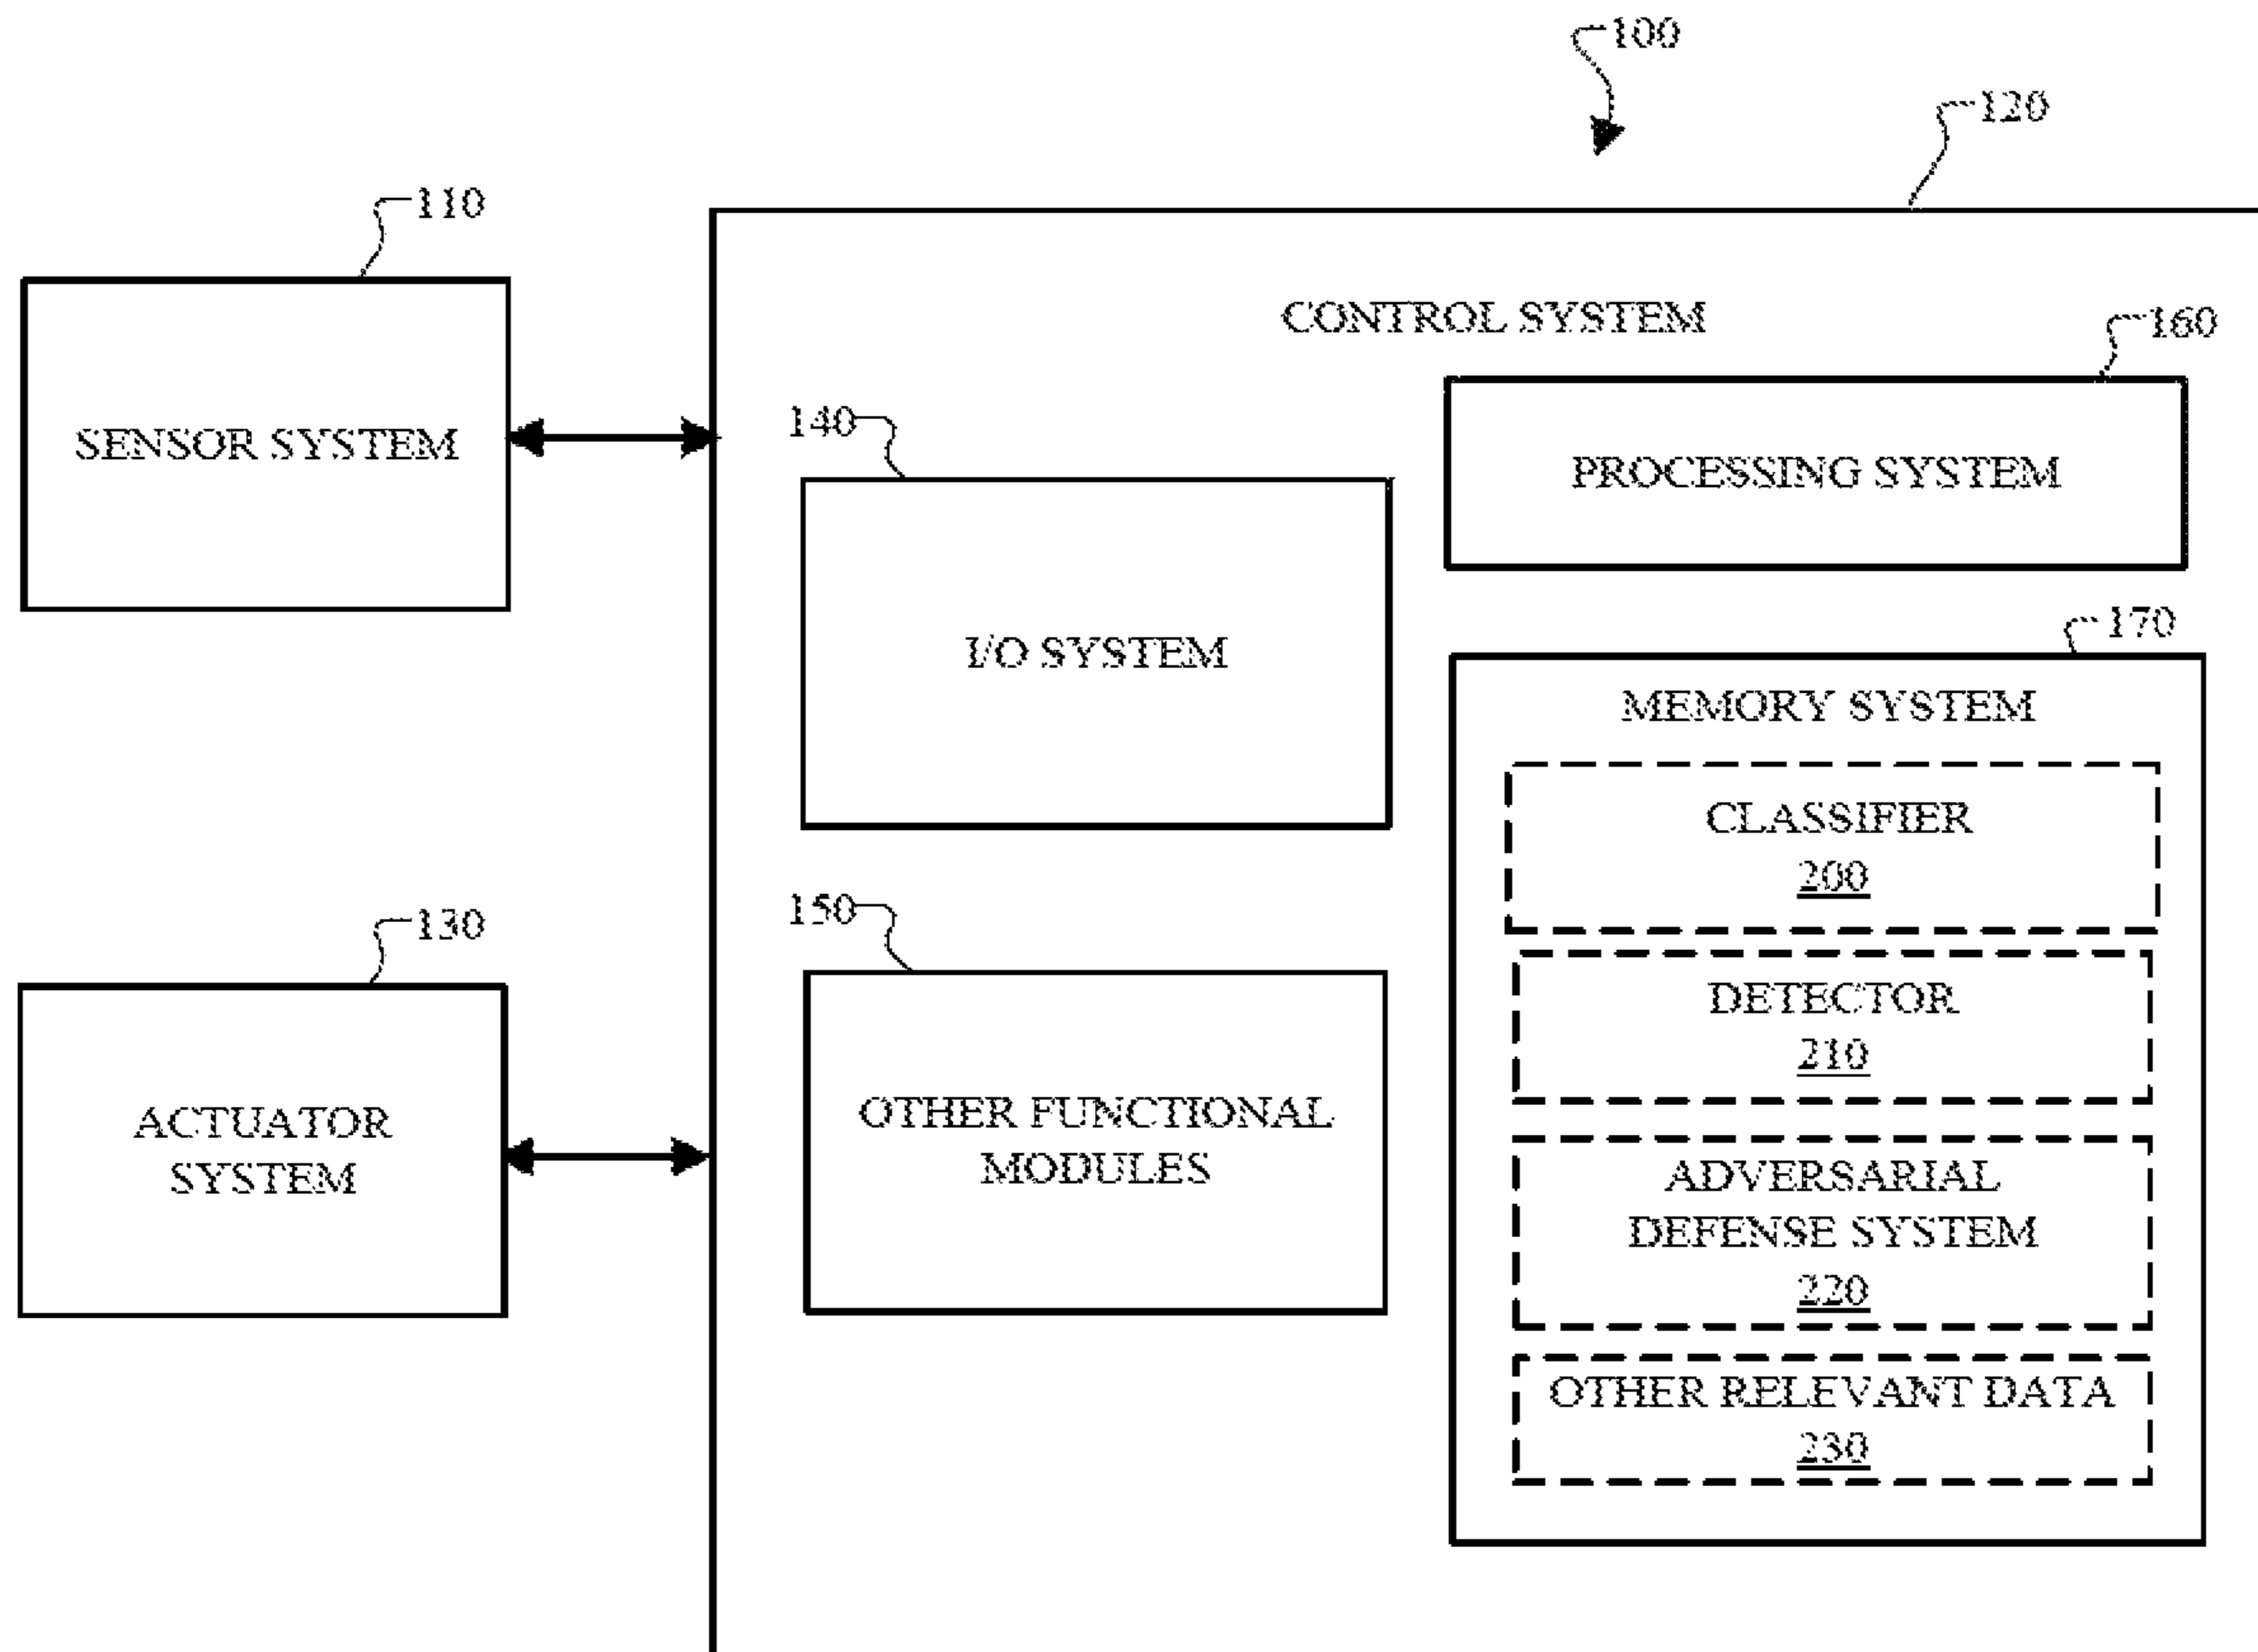 100
120
110
CONTROL SYSTEM
160
SENSOR SYSTEM
140
PROCESSING SYSTEM
I/O SYSTEM
170
MEMORY SYSTEM
CLASSIFIER
200
130
150
DETECTOR
210
ACTUATOR
SYSTEM
OTHER FUNCTIONAL
MODULES
ADVERSARIAL
DEFENSE SYSTEM
220
OTHER RELEVANT DATA
230